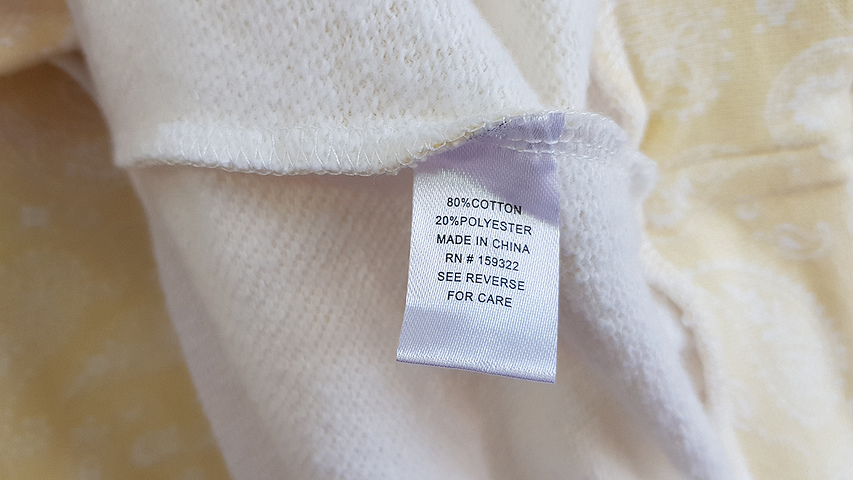 80%COTTON
20%POLYESTER
MADE IN CHINA
RN # 159322
SEE REVERSE
FOR CARE